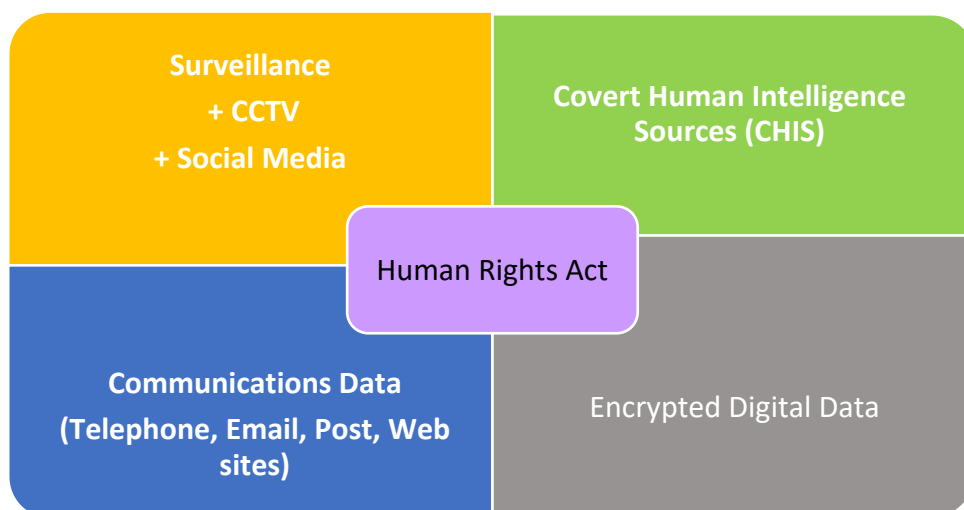 Surveillance
+ CCTV
+ Social Media
Covert Human Intelligence
Sources (CHIS)
Human Rights Act
Communications Data
(Telephone, Email, Post, Web
sites)
Encrypted Digital Data